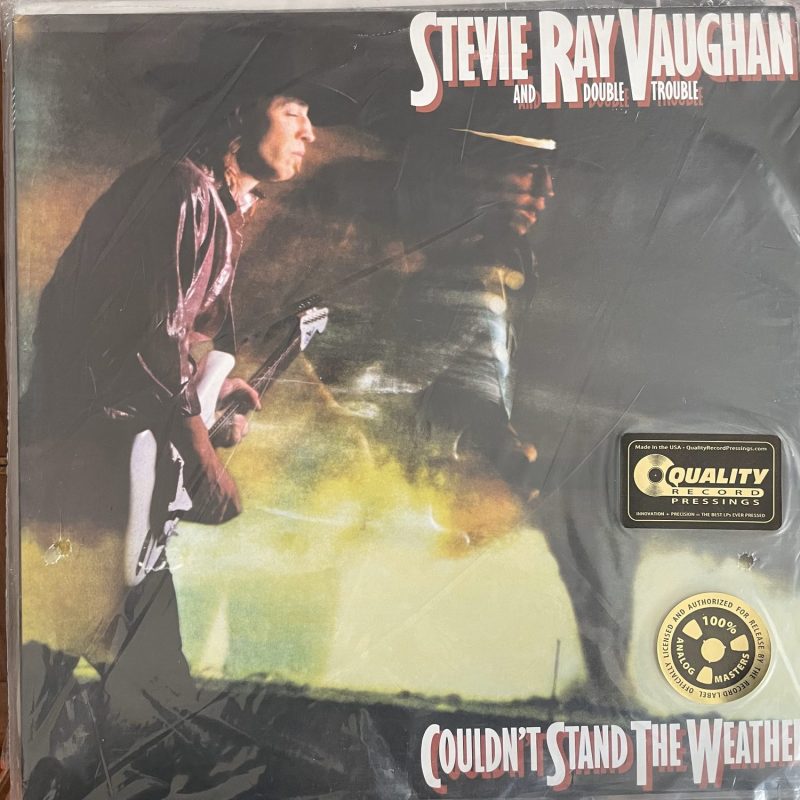 STEVIE RAY VAUGHAN
AND DOUBLE TROUBLE
Made in the USA • QualityRecordPressings.com
QUALITY
RECORD
PRESSINGS
INNOVATION + PRECISION = THE BEST LPs EVER PRESSED
OFFICIALLY LICENSED AND AUTHORIZED FOR RELEASE BY THE RECORD LABEL
100%
ANALOG
MASTERS
COULDN'T STAND THE WEATHE